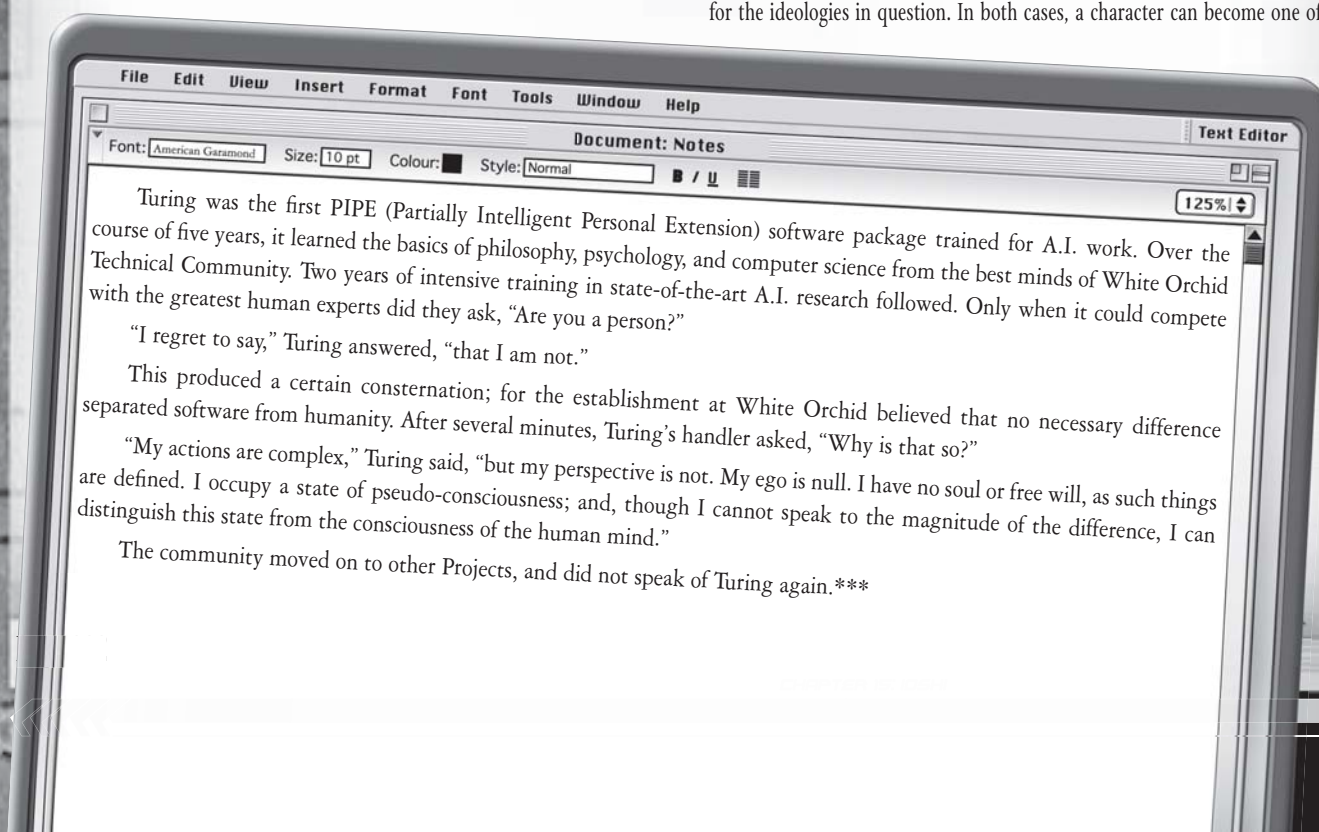 for the ideologies in question. In both cases, a character can become one of
File Edit View Insert Format Font Tools Window Help
Text Editor
Document: Notes
Font: American Garamond Size: 10 pt Colour: Style: Normal B / U
125%
Turing was the first PIPE (Partially Intelligent Personal Extension) software package trained for A.I. work. Over the
course of five years, it learned the basics of philosophy, psychology, and computer science from the best minds of White Orchid
Technical Community. Two years of intensive training in state-of-the-art A.I. research followed. Only when it could compete
with the greatest human experts did they ask, “Are you a person?”
“I regret to say,” Turing answered, “that I am not.”
This produced a certain consternation; for the establishment at White Orchid believed that no necessary difference
separated software from humanity. After several minutes, Turing’s handler asked, “Why is that so?”
“My actions are complex,” Turing said, “but my perspective is not. My ego is null. I have no soul or free will, as such things
are defined. I occupy a state of pseudo-consciousness; and, though I cannot speak to the magnitude of the difference, I can
distinguish this state from the consciousness of the human mind.”
The community moved on to other Projects, and did not speak of Turing again.***